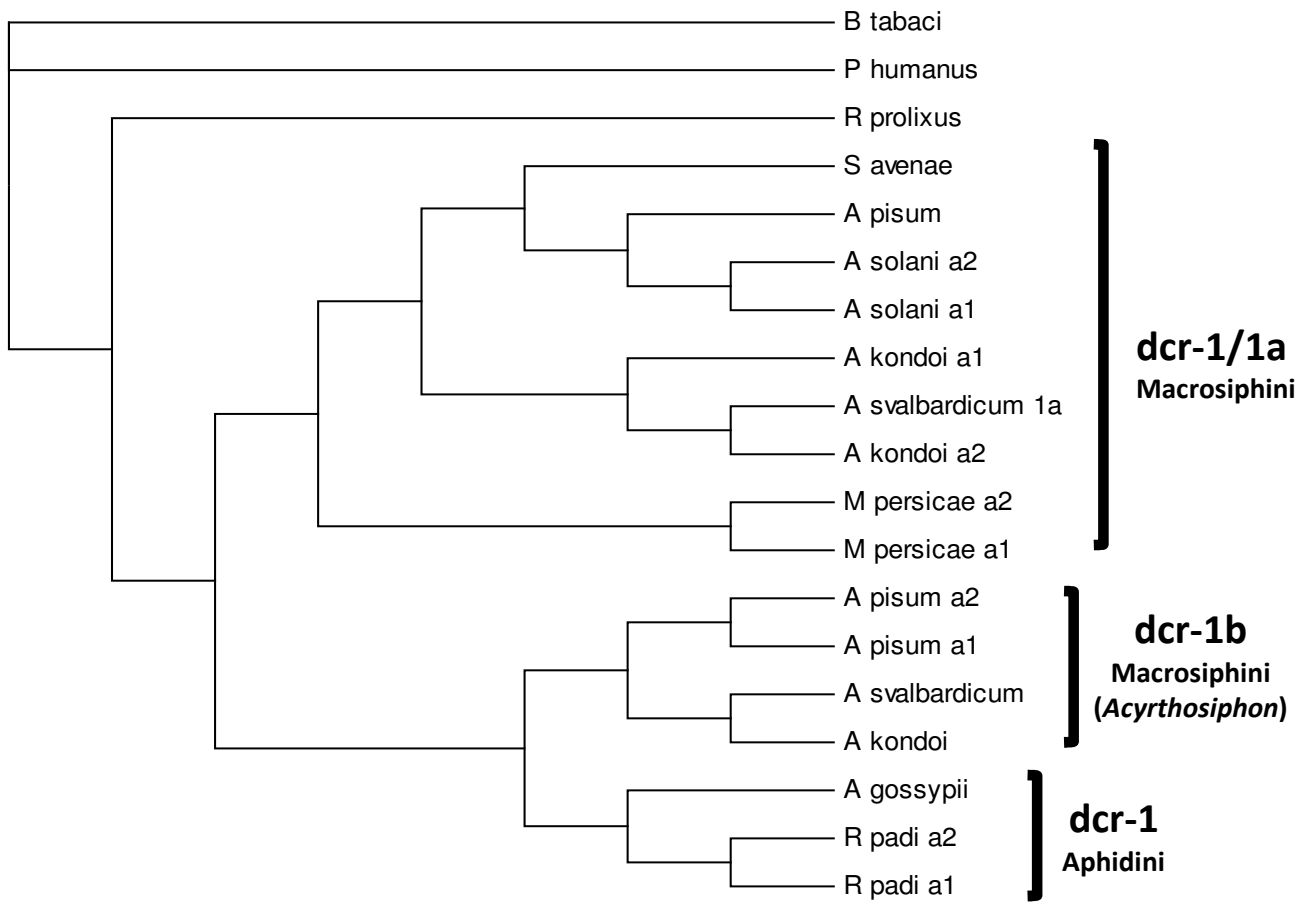 B tabaci
P humanus
R prolixus
S avenae
A pisum
A solani a2
A solani a1
A kondoi a1
A svalbardicum 1a
A kondoi a2
M persicae a2
M persicae a1
dcr-1/1a
Macrosiphini
A pisum a2
A pisum a1
A svalbardicum
A kondoi
dcr-1b
Macrosiphini
(Acyrthosiphon)
A gossypii
R padi a2
R padi a1
dcr-1
Aphidini